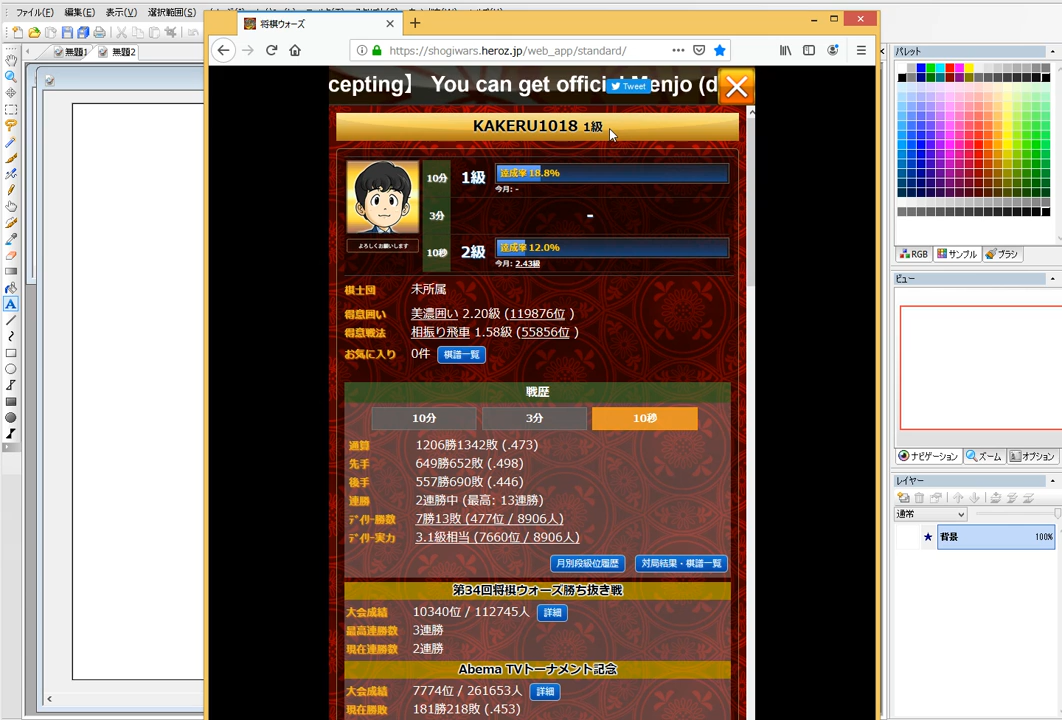 ファイル(F) 編集(E) 表示(V) 選択範囲(S)
無題1 無題2
将棋ウォーズ
https://shogiwars.heroz.jp/web_app/standard/
cepting】 You can get offici Menjo (d
Tweet
KAKERU1018 1級
10分 1級 達成率 18.8%
今月: -
3分 -
よろしくお願いします
10秒 2級 達成率 12.0%
今月: 2.43級
棋士団 未所属
得意囲い 美濃囲い 2.20級 (119876位 )
得意戦法 相振り飛車 1.58級 (55856位 )
お気に入り 0件 棋譜一覧
戦歴
10分 3分 10秒
通算 1206勝1342敗 (.473)
先手 649勝652敗 (.498)
後手 557勝690敗 (.446)
連勝 2連勝中 (最高: 13連勝)
デイリー勝数 7勝13敗 (477位 / 8906人)
デイリー実力 3.1級相当 (7660位 / 8906人)
月別段級位履歴 対局結果・棋譜一覧
第34回将棋ウォーズ勝ち抜き戦
大会成績 10340位 / 112745人 詳細
最高連勝数 3連勝
現在連勝数 2連勝
Abema TVトーナメント記念
大会成績 7774位 / 261653人 詳細
現在勝敗 181勝218敗 (.453)
パレット
RGB サンプル ブラシ
ビュー
ナビゲーション ズーム オプション
レイヤー
通常
背景 100%